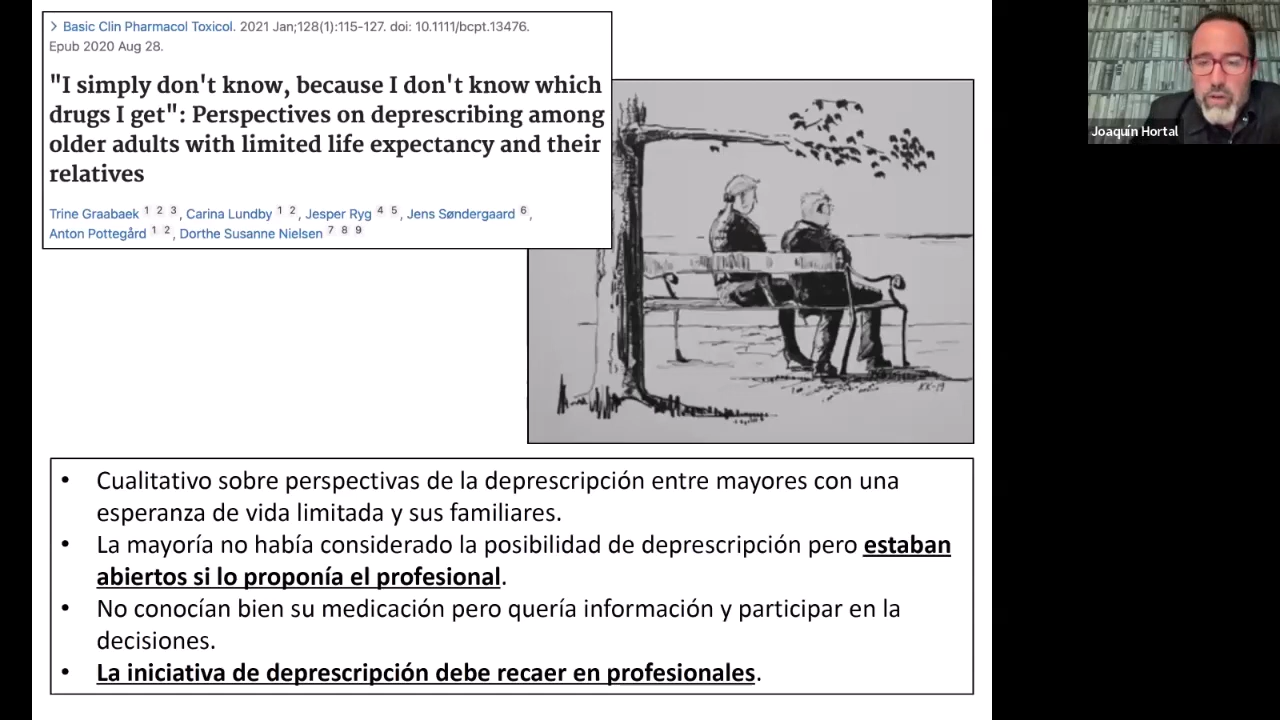 > Basic Clin Pharmacol Toxicol. 2021 Jan;128(1):115-127. doi: 10.1111/bcpt.13476.
Epub 2020 Aug 28.
"I simply don't know, because I don't know which
drugs I get": Perspectives on deprescribing among
older adults with limited life expectancy and their
relatives
Trine Graabaek 1 2 3, Carina Lundby 1 2, Jesper Ryg 4 5, Jens Søndergaard 6,
Anton Pottegård 1 2, Dorthe Susanne Nielsen 7 8 9
Joaquín Hortal
KK-19
• Cualitativo sobre perspectivas de la deprescripción entre mayores con una
esperanza de vida limitada y sus familiares.
• La mayoría no había considerado la posibilidad de deprescripción pero estaban
abiertos si lo proponía el profesional.
• No conocían bien su medicación pero quería información y participar en la
decisiones.
• La iniciativa de deprescripción debe recaer en profesionales.